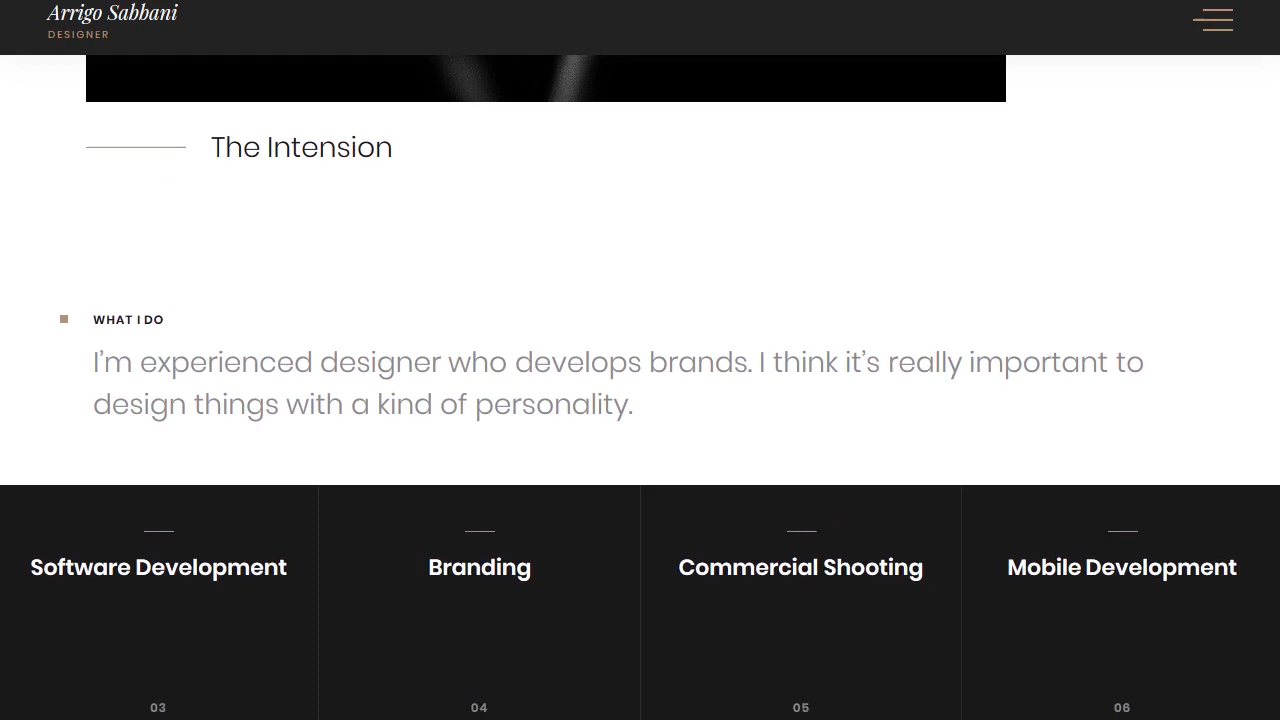 Arrigo Sabbani
DESIGNER
The Intension
WHAT I DO
I’m experienced designer who develops brands. I think it’s really important to
design things with a kind of personality.
Software Development
Branding
Commercial Shooting
Mobile Development
03
04
05
06